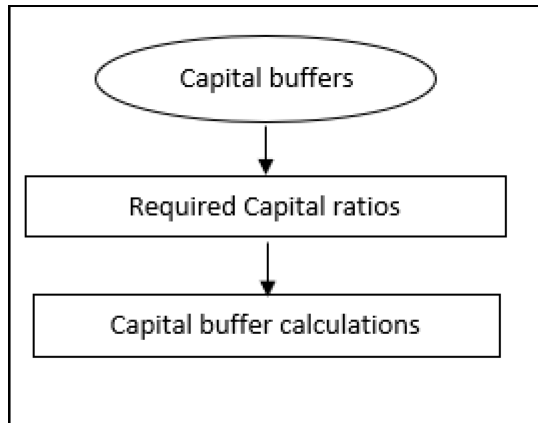 Capital buffers
Required Capital ratios
Capital buffer calculations